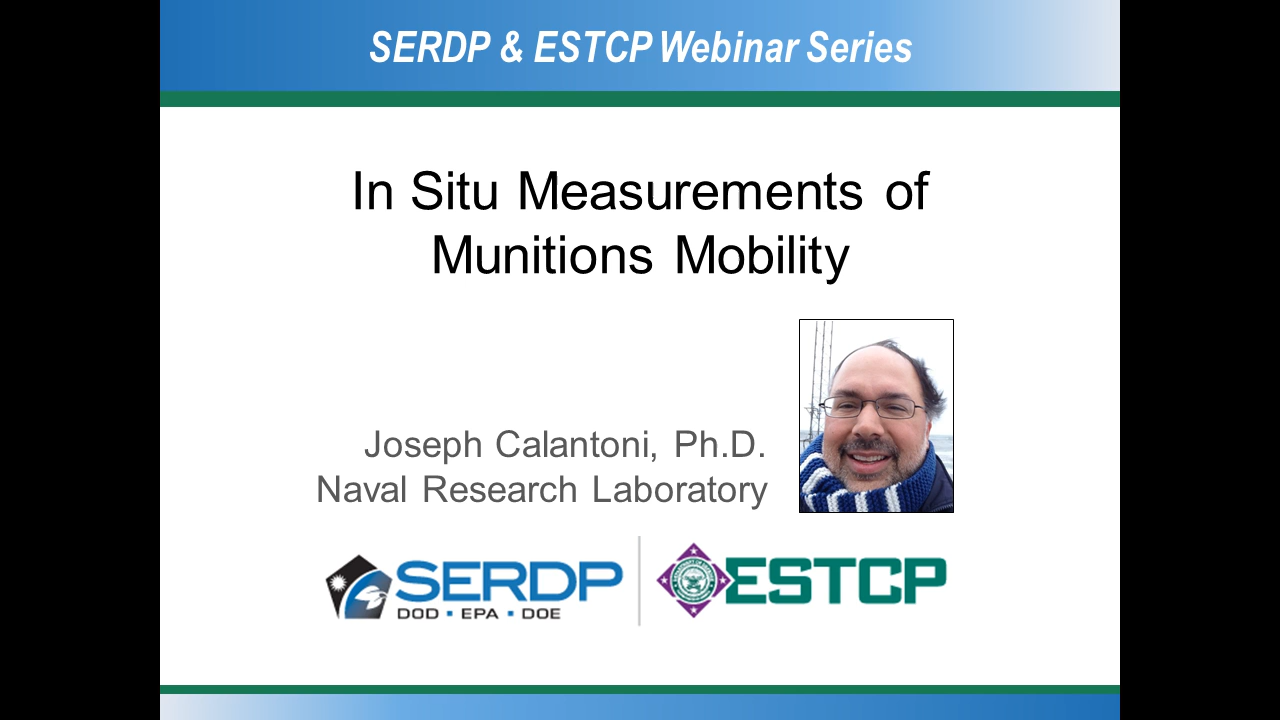 SERDP & ESTCP Webinar Series
In Situ Measurements of
Munitions Mobility
Joseph Calantoni, Ph.D.
Naval Research Laboratory
SERDP
DOD • EPA • DOE
ESTCP